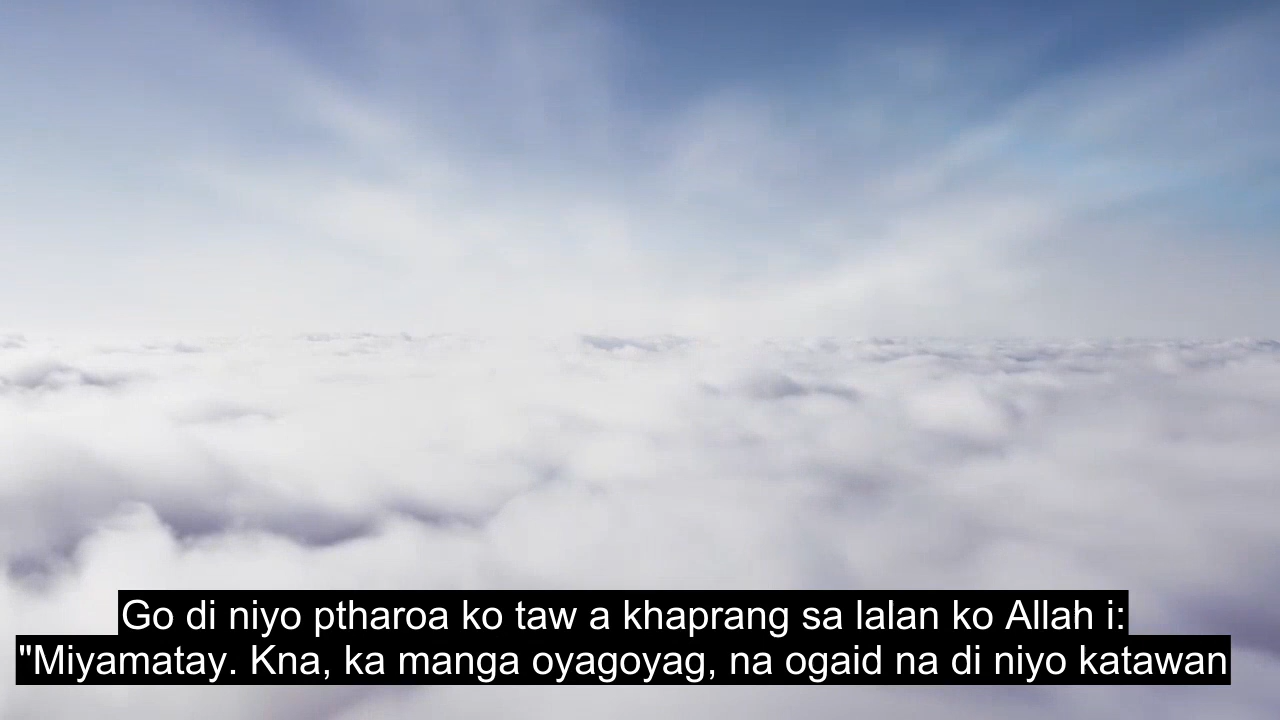 Go di niyo ptharoa ko taw a khaprang sa lalan ko Allah i:
"Miyamatay. Kna, ka manga oyagoyag, na ogaid na di niyo katawan